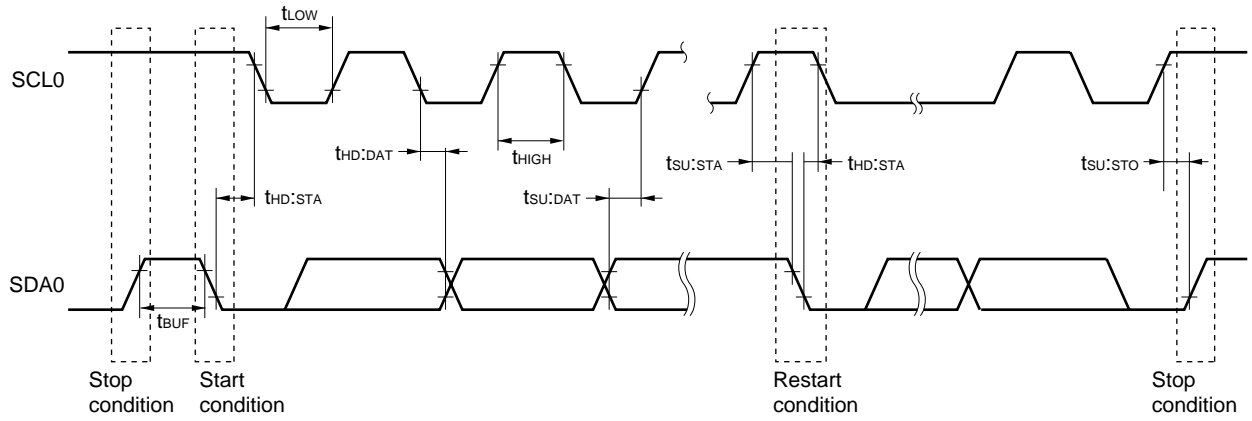 tLOW
SCL0
tHD:DAT
tHIGH
tSU:STA
tHD:STA
tSU:STO
tHD:STA
tSU:DAT
SDA0
tBUF
Stop
condition
Start
condition
Restart
condition
Stop
condition